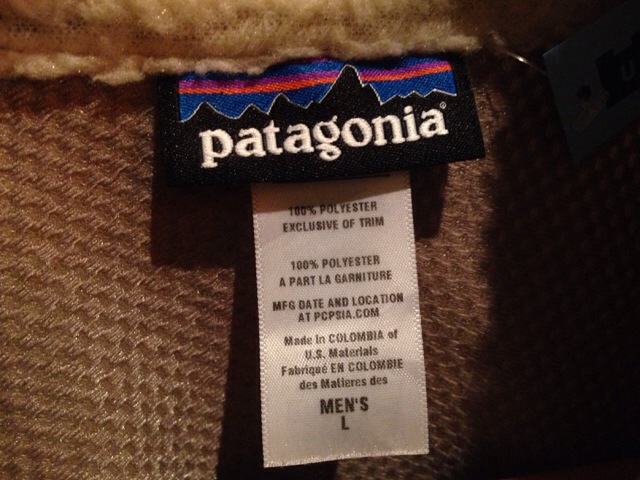 patagonia®
100% POLYESTER
EXCLUSIVE OF TRIM
100% POLYESTER
A PART LA GARNITURE
MFG DATE AND LOCATION
AT PCPSIA.COM
Made in COLOMBIA of
U.S. Materials
Fabriqué EN COLOMBIE
des Matieres des
MEN'S
L